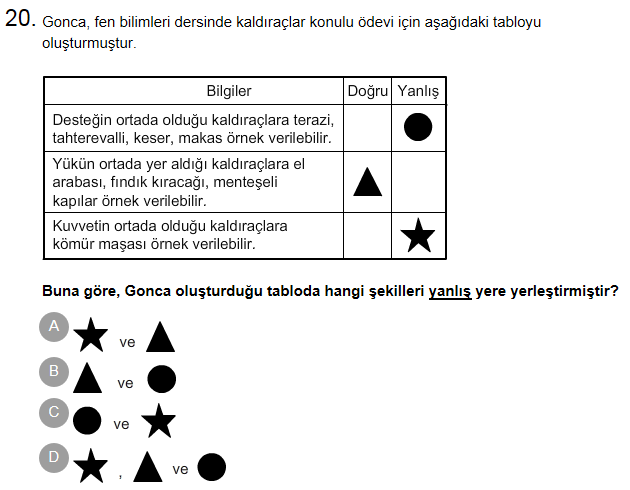 20. Gonca, fen bilimleri dersinde kaldıraçlar konulu ödevi için aşağıdaki tabloyu
oluşturmuştur.
Bilgiler Doğru Yanlış
Desteğin ortada olduğu kaldıraçlara terazi,
tahterevalli, keser, makas örnek verilebilir.
Yükün ortada yer aldığı kaldıraçlara el
arabası, fındık kıracağı, menteşeli
kapılar örnek verilebilir.
Kuvvetin ortada olduğu kaldıraçlara
kömür maşası örnek verilebilir.
Buna göre, Gonca oluşturduğu tabloda hangi şekilleri yanlış yere yerleştirmiştir?
A ve
B ve
C ve
D , ve